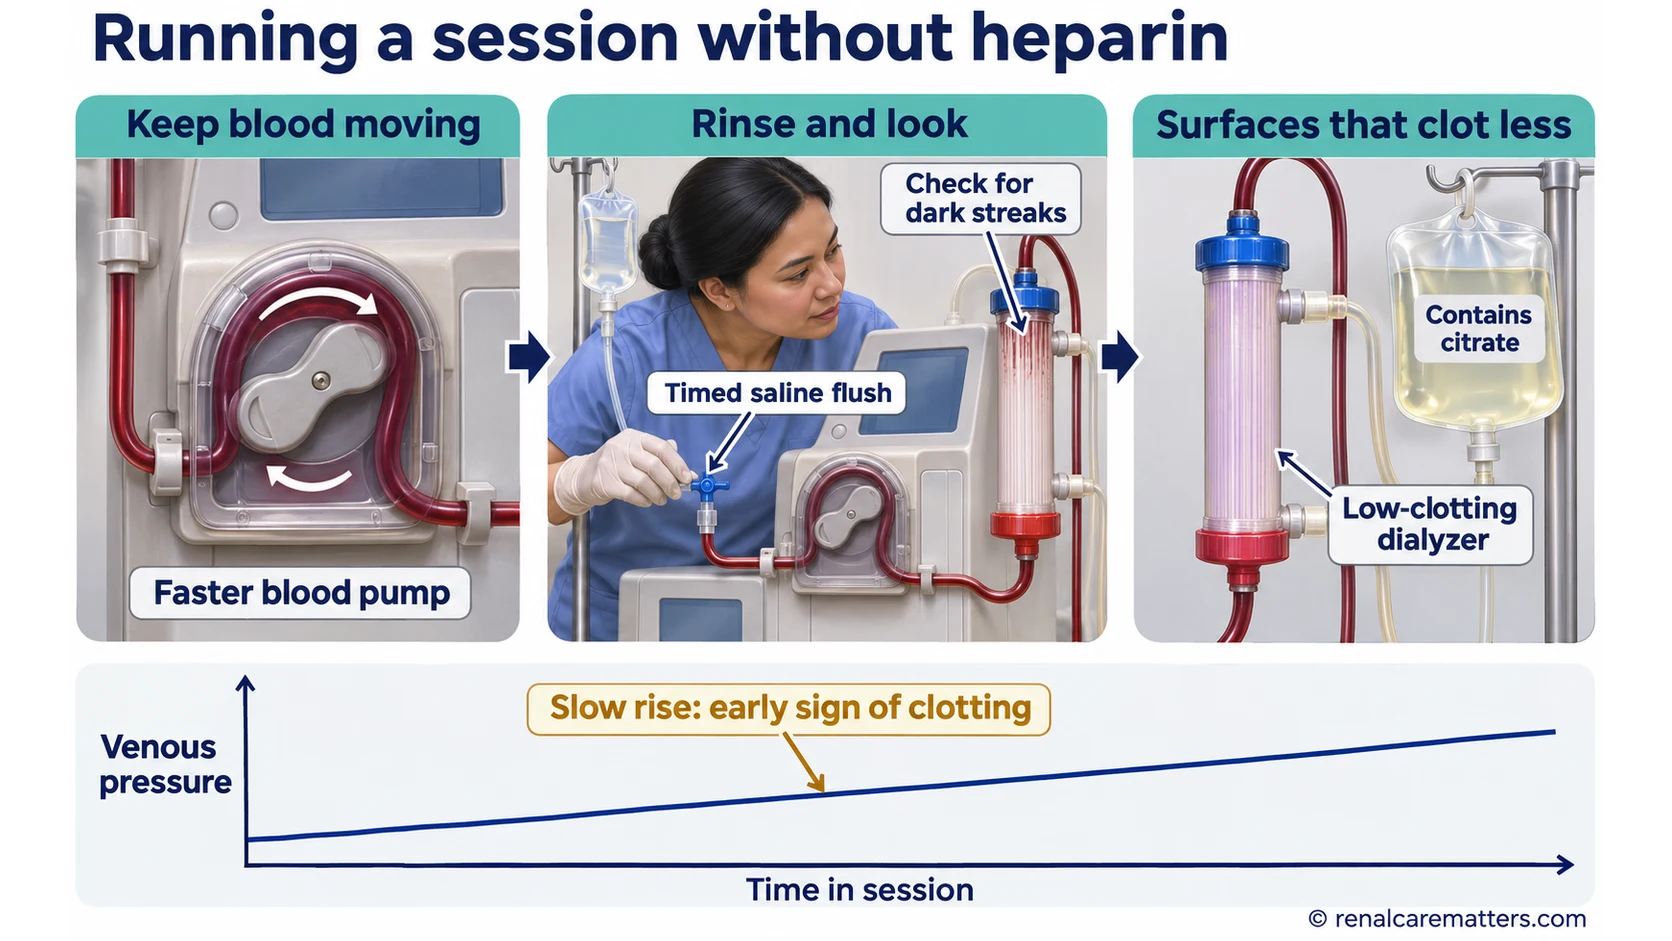 Running a session without heparin
Keep blood moving
Faster blood pump
Rinse and look
Check for
dark streaks
Timed saline flush
Surfaces that clot less
Contains
citrate
Low-clotting
dialyzer
Slow rise: early sign of clotting
Venous
pressure
Time in session
© renalcarematters.com